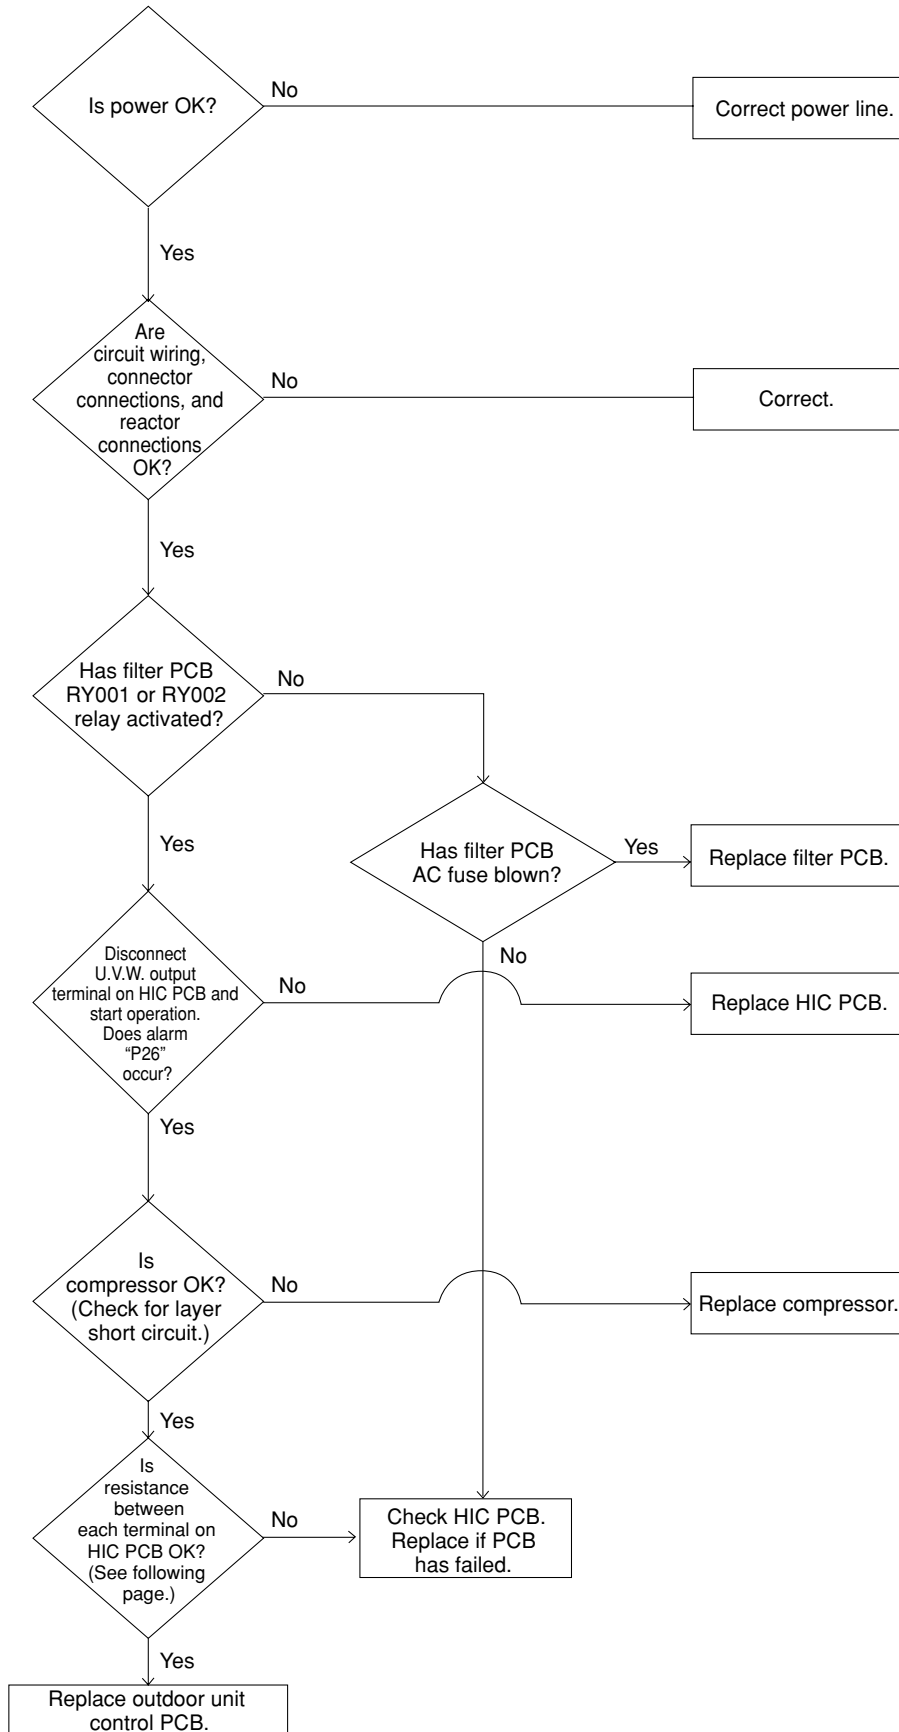 Is power OK?
No
Correct power line.
Yes
Are
circuit wiring,
connector
connections, and
reactor
connections
OK?
No
Correct.
Yes
Has filter PCB
RY001 or RY002
relay activated?
No
Yes
Has filter PCB
AC fuse blown?
Yes
Replace filter PCB.
No
Disconnect
U.V.W. output
terminal on HIC PCB and
start operation.
Does alarm
“P26”
occur?
No
Replace HIC PCB.
Yes
Is
compressor OK?
(Check for layer
short circuit.)
No
Replace compressor.
Yes
Is
resistance
between
each terminal on
HIC PCB OK?
(See following
page.)
No
Check HIC PCB.
Replace if PCB
has failed.
Yes
Replace outdoor unit
control PCB.